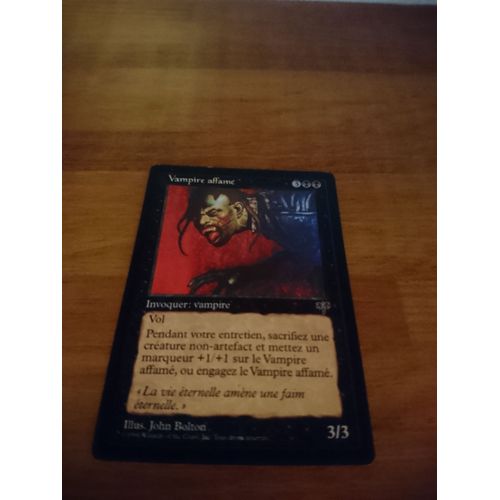 Vampire affamé
3
Invoquer : vampire
Vol
Pendant votre entretien, sacrifiez une
créature non-artefact et mettez un
marqueur +1/+1 sur le Vampire
affamé, ou engagez le Vampire affamé.
« La vie éternelle amène une faim
éternelle. »
Illus. John Bolton
3/3